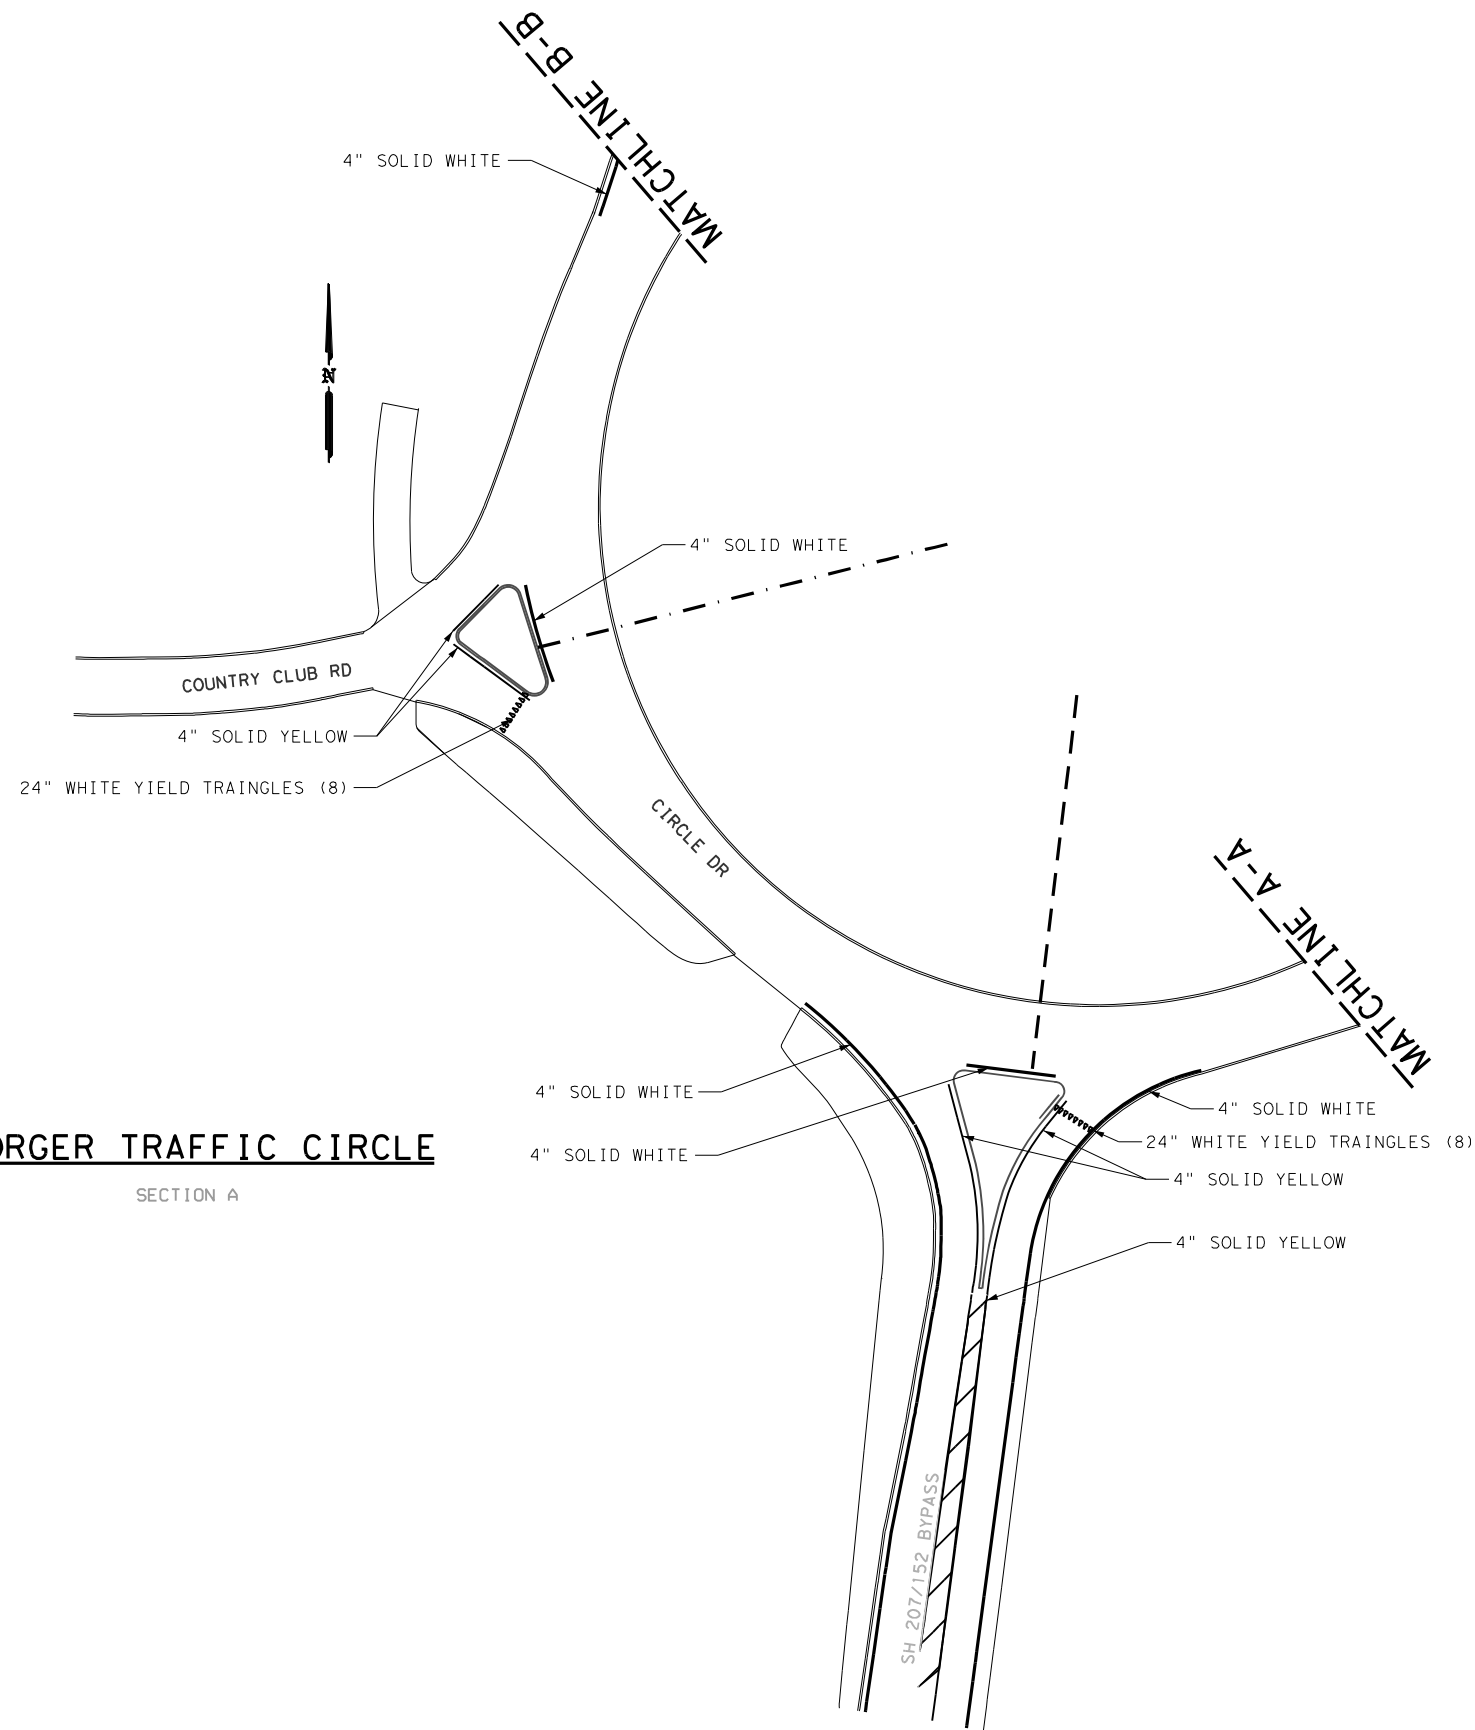 MATCHLINE B-B
4" SOLID WHITE
N
4" SOLID WHITE
COUNTRY CLUB RD
4" SOLID YELLOW
24" WHITE YIELD TRAINGLES (8)
CIRCLE DR
MATCHLINE A-A
4" SOLID WHITE
4" SOLID WHITE
24" WHITE YIELD TRAINGLES (8)
4" SOLID WHITE
4" SOLID YELLOW
4" SOLID YELLOW
ORGER TRAFFIC CIRCLE
SECTION A
SH 207/152 BYPASS